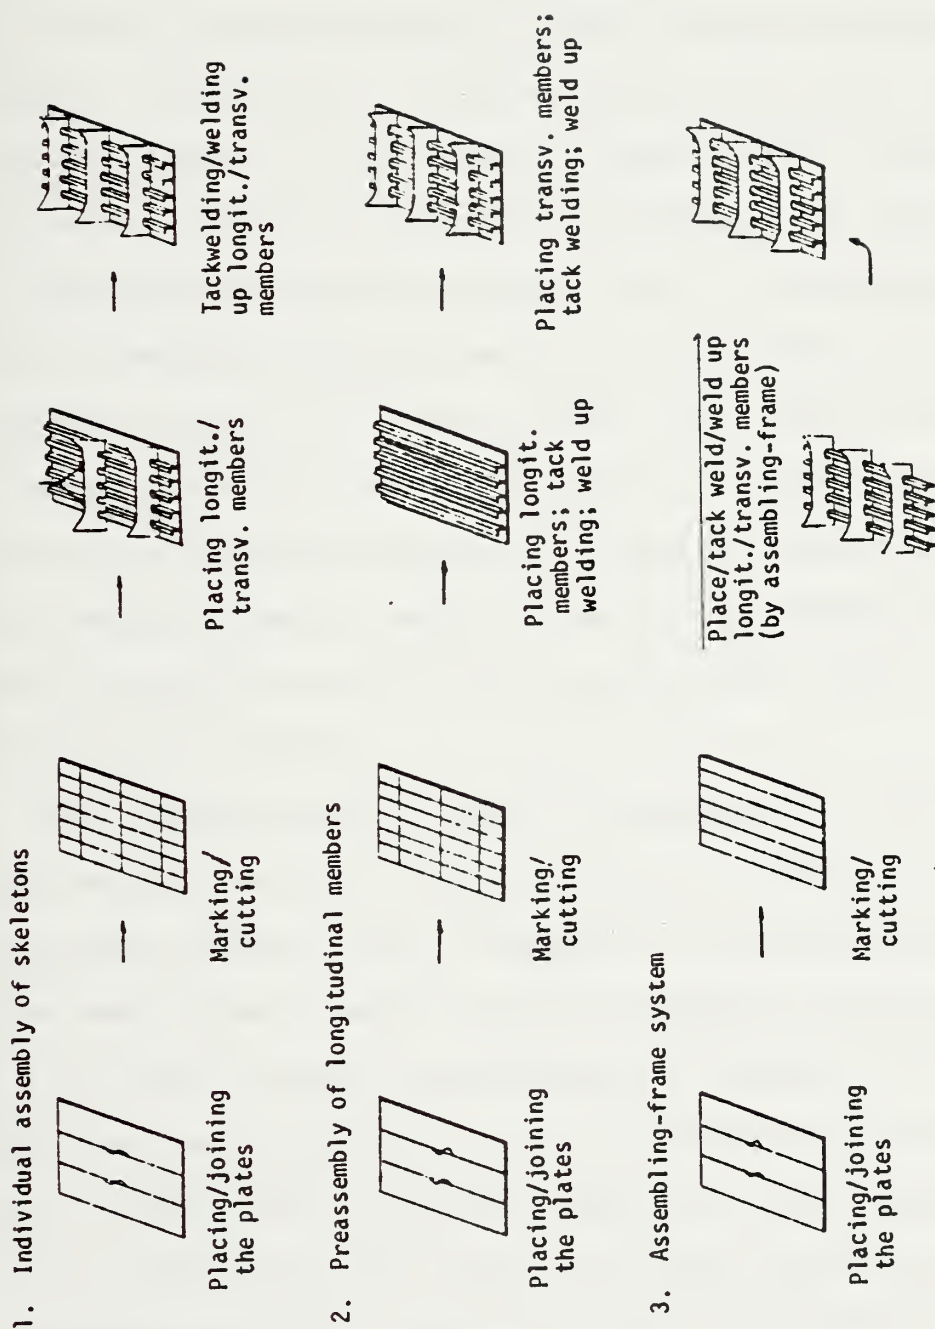 1. Individual assembly of skeletons
Placing/joining
the plates
Marking/
cutting
Placing longit./
transv. members
Tackwelding/welding
up longit./transv.
members
2. Preassembly of longitudinal members
Placing/joining
the plates
Marking/
cutting
Placing longit.
members; tack
welding; weld up
Placing transv. members;
tack welding; weld up
3. Assembling-frame system
Placing/joining
the plates
Marking/
cutting
Place/tack weld/weld up
longit./transv. members
(by assembling-frame)